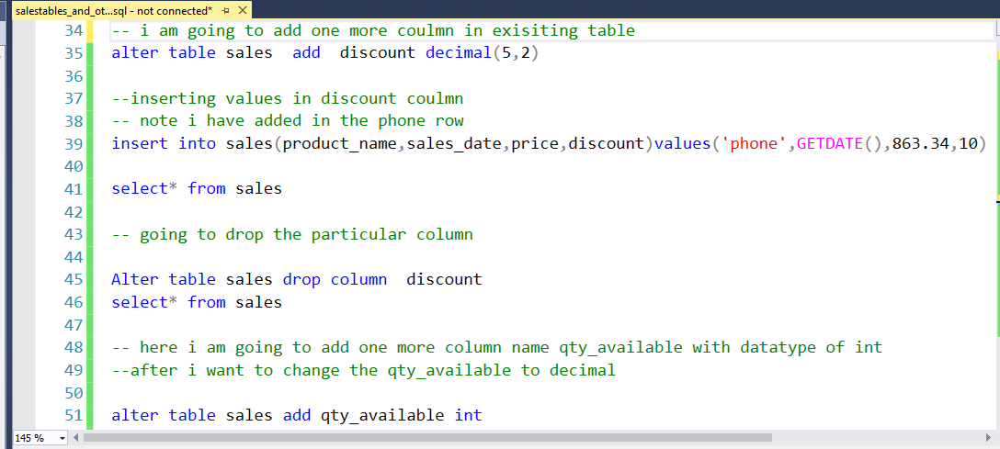 salestables_and_ot...sql - not connected*
34 -- i am going to add one more coulmn in exisiting table
35 alter table sales  add  discount decimal(5,2)
36
37 --inserting values in discount coulmn
38 -- note i have added in the phone row
39 insert into sales(product_name,sales_date,price,discount)values('phone',GETDATE(),863.34,10)
40
41 select* from sales
42
43 -- going to drop the particular column
44
45 Alter table sales drop column  discount
46 select* from sales
47
48 -- here i am going to add one more column name qty_available with datatype of int
49 --after i want to change the qty_available to decimal
50
51 alter table sales add qty_available int
145 %